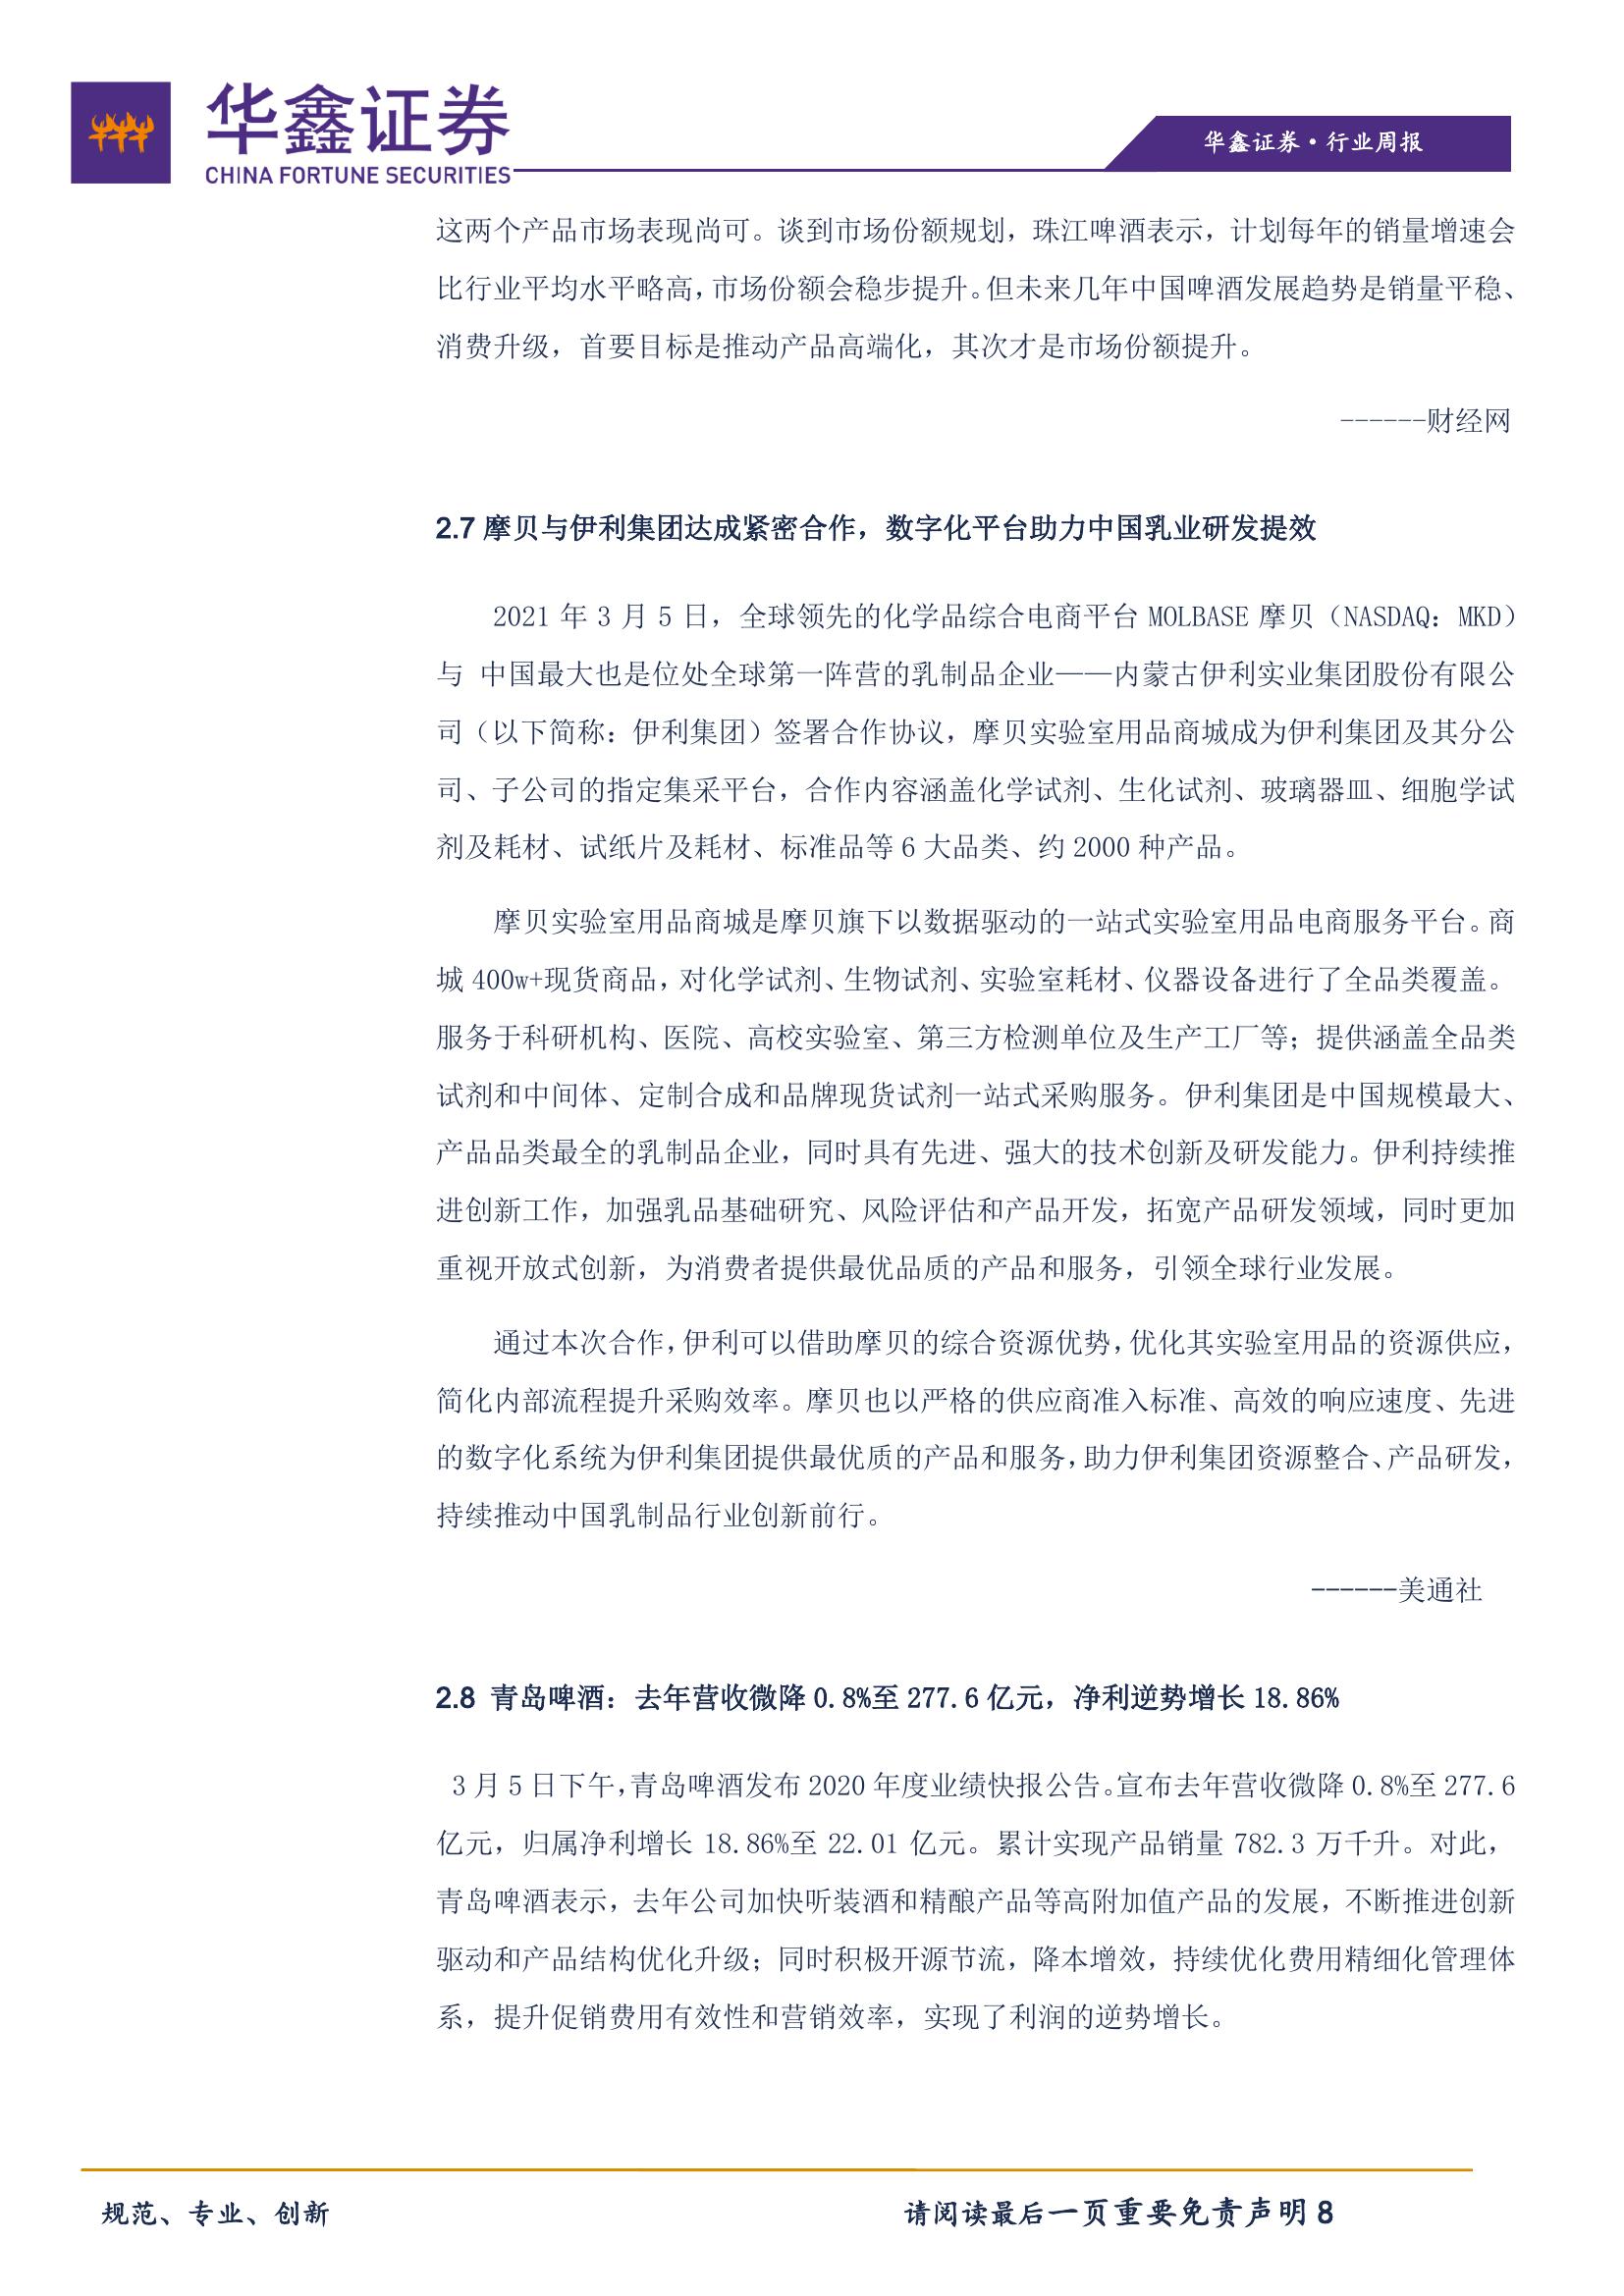 华鑫证券
CHINA FORTUNE SECURITIES
华鑫证券·行业周报
这两个产品市场表现尚可。谈到市场份额规划，珠江啤酒表示，计划每年的销量增速会
比行业平均水平略高，市场份额会稳步提升。但未来几年中国啤酒发展趋势是销量平稳、
消费升级，首要目标是推动产品高端化，其次才是市场份额提升。
------财经网
2.7 摩贝与伊利集团达成紧密合作，数字化平台助力中国乳业研发提效
2021 年 3 月 5 日，全球领先的化学品综合电商平台 MOLBASE 摩贝（NASDAQ：MKD）
与 中国最大也是位处全球第一阵营的乳制品企业——内蒙古伊利实业集团股份有限公
司（以下简称：伊利集团）签署合作协议，摩贝实验室用品商城成为伊利集团及其分公
司、子公司的指定集采平台，合作内容涵盖化学试剂、生化试剂、玻璃器皿、细胞学试
剂及耗材、试纸片及耗材、标准品等 6 大品类、约 2000 种产品。
摩贝实验室用品商城是摩贝旗下以数据驱动的一站式实验室用品电商服务平台。商
城 400w+现货商品，对化学试剂、生物试剂、实验室耗材、仪器设备进行了全品类覆盖。
服务于科研机构、医院、高校实验室、第三方检测单位及生产工厂等；提供涵盖全品类
试剂和中间体、定制合成和品牌现货试剂一站式采购服务。伊利集团是中国规模最大、
产品品类最全的乳制品企业，同时具有先进、强大的技术创新及研发能力。伊利持续推
进创新工作，加强乳品基础研究、风险评估和产品开发，拓宽产品研发领域，同时更加
重视开放式创新，为消费者提供最优品质的产品和服务，引领全球行业发展。
通过本次合作，伊利可以借助摩贝的综合资源优势，优化其实验室用品的资源供应，
简化内部流程提升采购效率。摩贝也以严格的供应商准入标准、高效的响应速度、先进
的数字化系统为伊利集团提供最优质的产品和服务，助力伊利集团资源整合、产品研发，
持续推动中国乳制品行业创新前行。
------美通社
2.8 青岛啤酒：去年营收微降 0.8%至 277.6 亿元，净利逆势增长 18.86%
3 月 5 日下午，青岛啤酒发布 2020 年度业绩快报公告。宣布去年营收微降 0.8%至 277.6
亿元，归属净利增长 18.86%至 22.01 亿元。累计实现产品销量 782.3 万千升。对此，
青岛啤酒表示，去年公司加快听装酒和精酿产品等高附加值产品的发展，不断推进创新
驱动和产品结构优化升级；同时积极开源节流，降本增效，持续优化费用精细化管理体
系，提升促销费用有效性和营销效率，实现了利润的逆势增长。
规范、专业、创新
请阅读最后一页重要免责声明 8